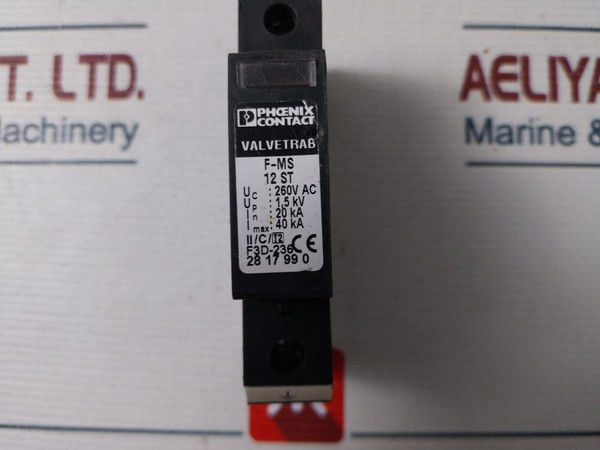 T. LTD.
Machinery
AELIYA
Marine &
PHŒNIX
CONTACT
VALVETRAB
F-MS
12 ST
UC : 260V AC
UP : 1,5 kV
In : 20 kA
Imax: 40 kA
II/C/T2
F3D-236
CE
28 17 99 0